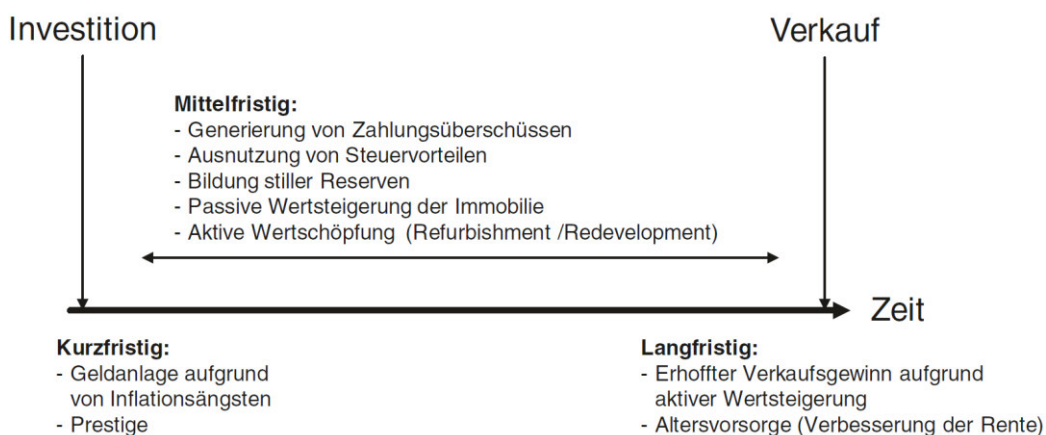 Investition
Verkauf
Mittelfristig:
- Generierung von Zahlungsüberschüssen
- Ausnutzung von Steuervorteilen
- Bildung stiller Reserven
- Passive Wertsteigerung der Immobilie
- Aktive Wertschöpfung (Refurbishment /Redevelopment)
Zeit
Kurzfristig:
- Geldanlage aufgrund
von Inflationsängsten
- Prestige
Langfristig:
- Erhoffter Verkaufsgewinn aufgrund
aktiver Wertsteigerung
- Altersvorsorge (Verbesserung der Rente)